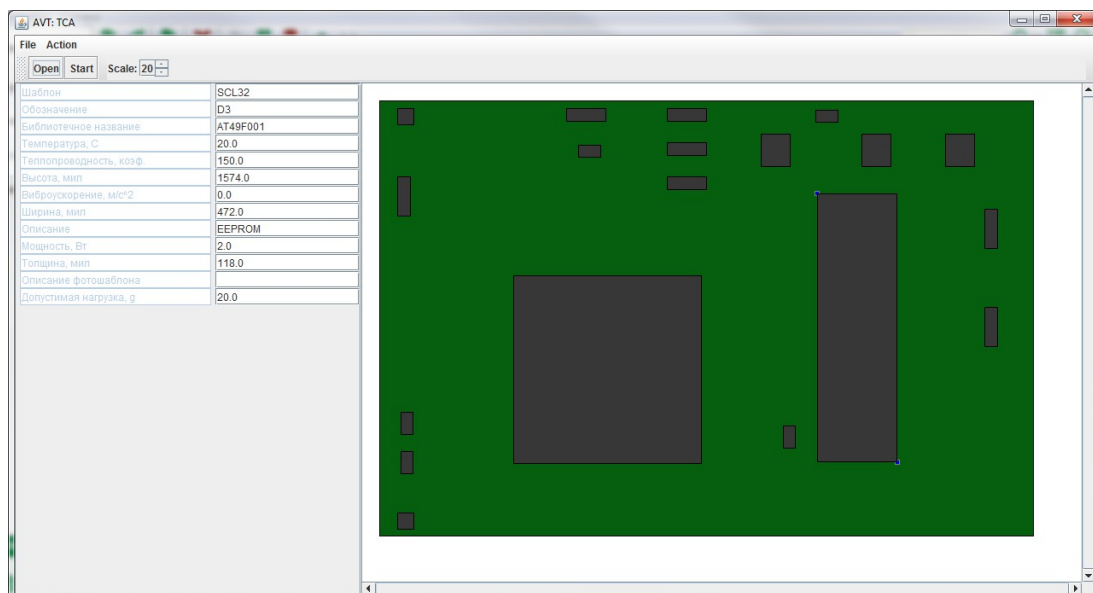 AVT: TCA
File Action
Open Start Scale: 20
Шаблон SCL32
Обозначение D3
Библиотечное название AT49F001
Температура, С 20.0
Теплопроводность, коэф. 150.0
Высота, мил 1574.0
Виброускорение, м/с^2 0.0
Ширина, мил 472.0
Описание EEPROM
Мощность, Вт 2.0
Толщина, мил 118.0
Описание фотошаблона
Допустимая нагрузка, g 20.0